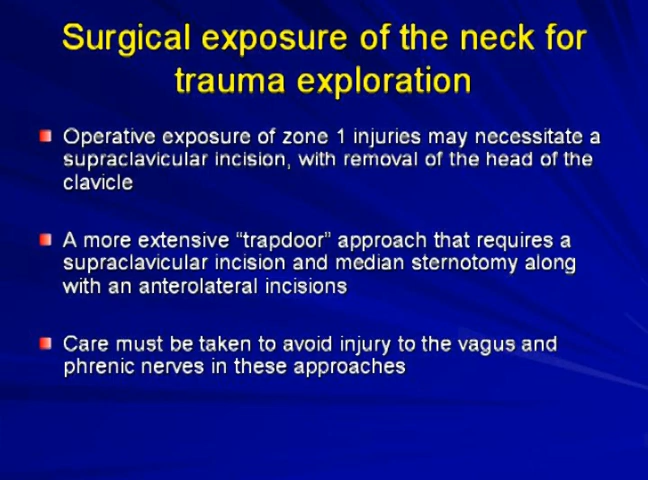 Surgical exposure of the neck for
trauma exploration
Operative exposure of zone 1 injuries may necessitate a
supraclavicular incision, with removal of the head of the
clavicle
A more extensive “trapdoor” approach that requires a
supraclavicular incision and median sternotomy along
with an anterolateral incisions
Care must be taken to avoid injury to the vagus and
phrenic nerves in these approaches